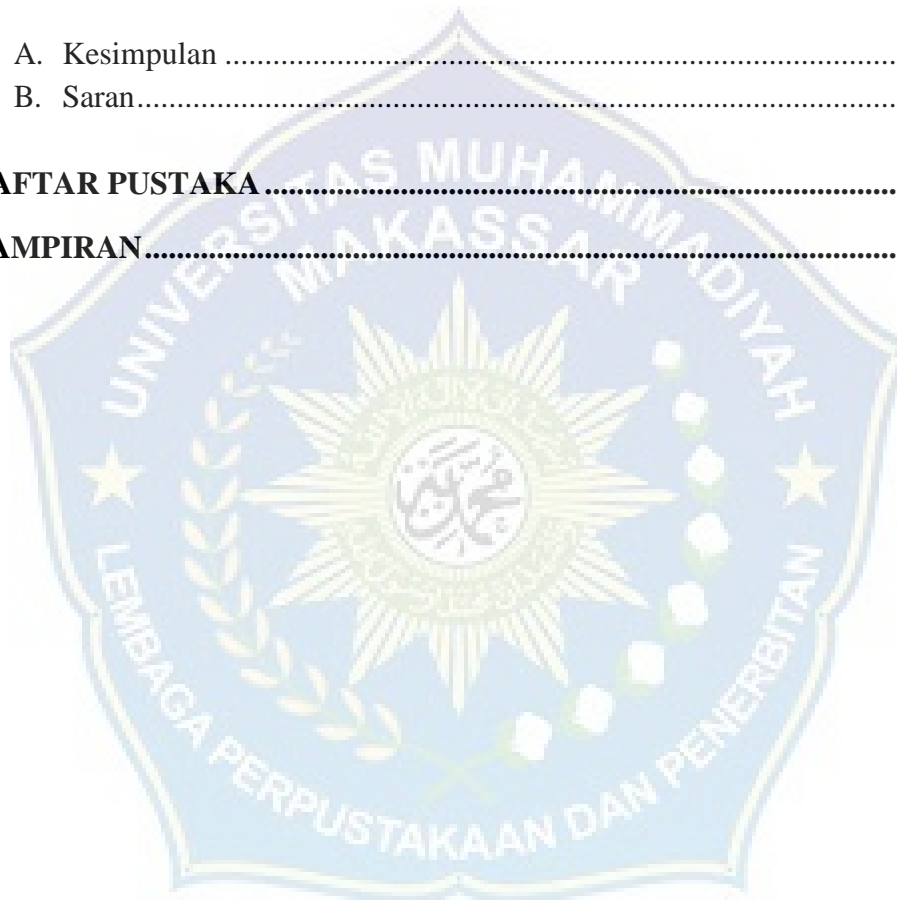 A. Kesimpulan ........................................................................................
B. Saran...................................................................................................
AFTAR PUSTAKA ................................................................................
AMPIRAN...............................................................................................
UNIVERSITAS MUHAMMADIYAH
MAKASSAR
LEMBAGA PERPUSTAKAAN DAN PENERBITAN